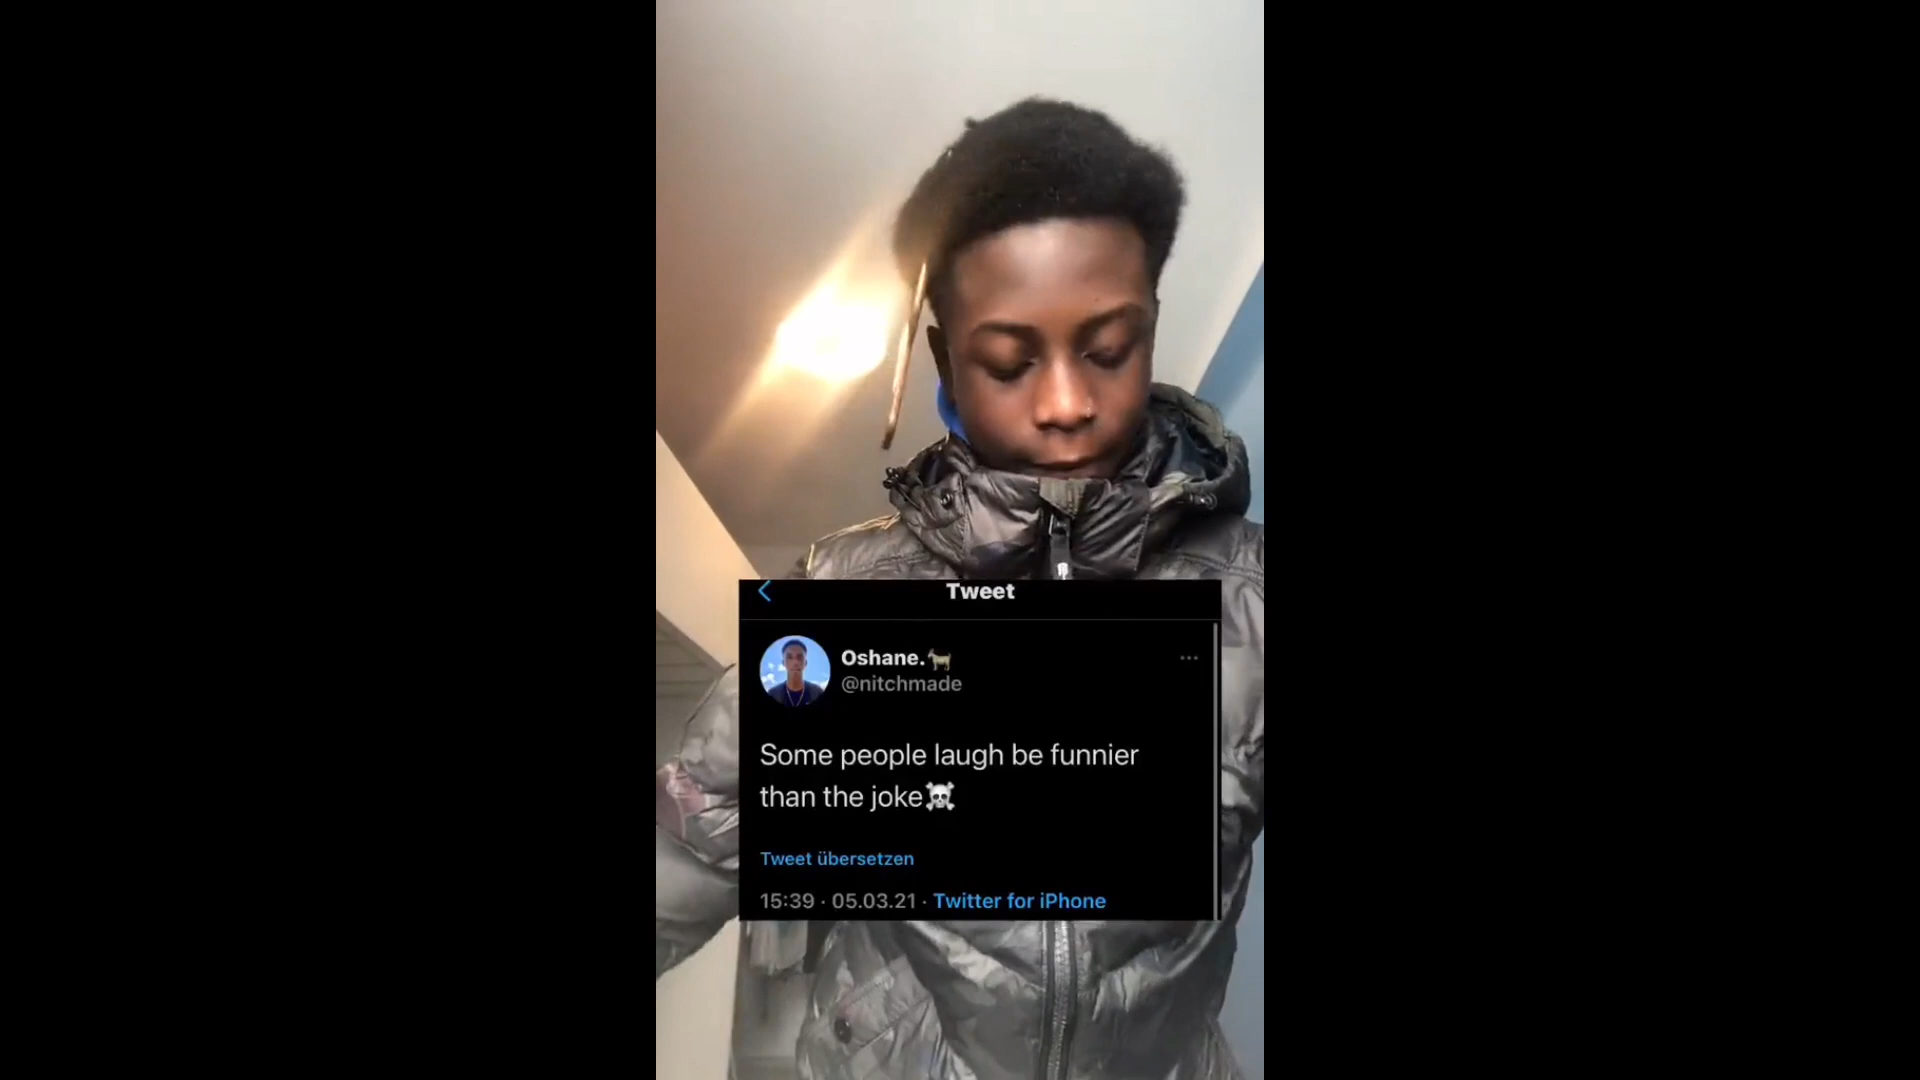 Tweet
Oshane.🐐
@nitchmade
Some people laugh be funnier
than the joke☠️
Tweet übersetzen
15:39 · 05.03.21 · Twitter for iPhone